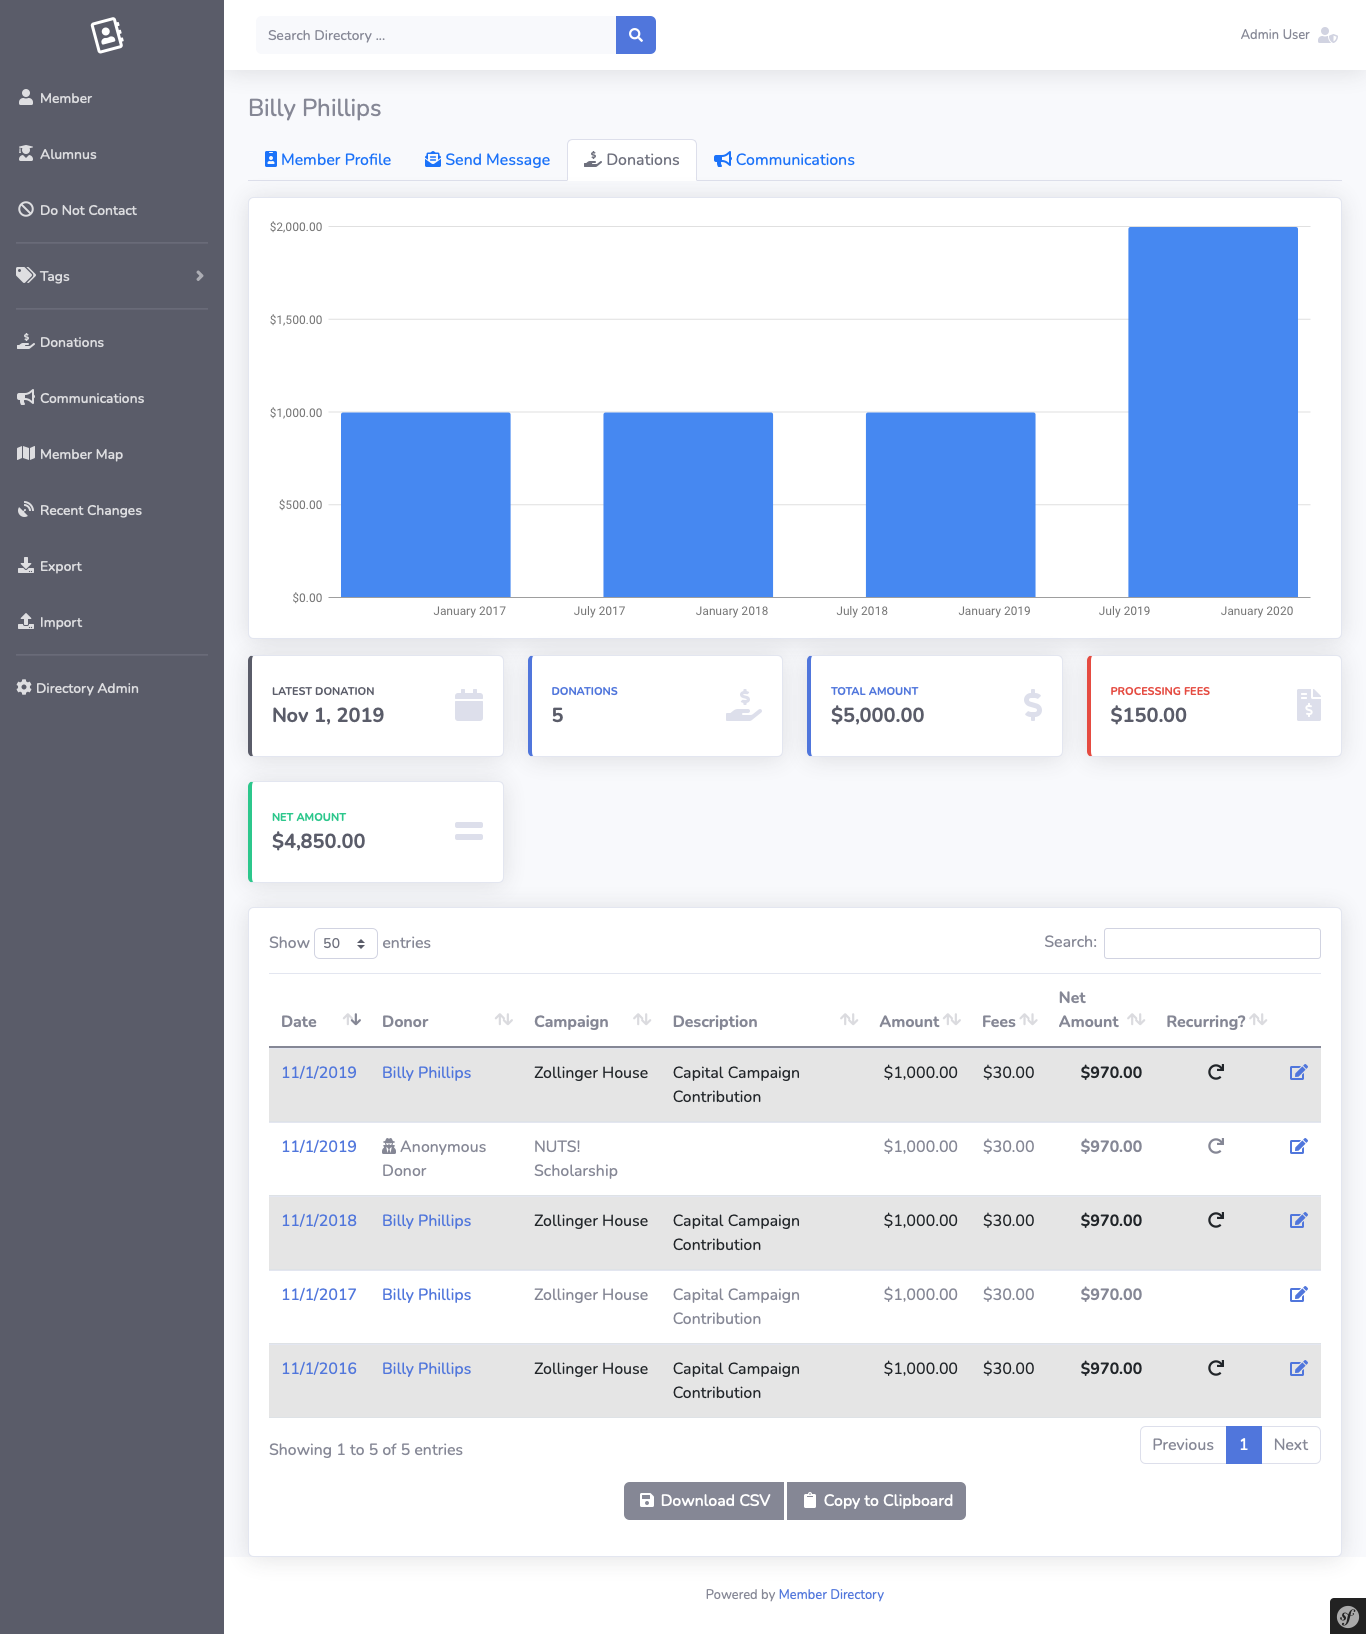 Search Directory ...
Admin User
Member
Alumnus
Do Not Contact
Tags
Donations
Communications
Member Map
Recent Changes
Export
Import
Directory Admin
Billy Phillips
Member Profile
Send Message
Donations
Communications
$2,000.00
$1,500.00
$1,000.00
$500.00
$0.00
January 2017
July 2017
January 2018
July 2018
January 2019
July 2019
January 2020
LATEST DONATION
Nov 1, 2019
DONATIONS
5
TOTAL AMOUNT
$5,000.00
PROCESSING FEES
$150.00
NET AMOUNT
$4,850.00
Show 50 entries
Search:
Date Donor Campaign Description Amount Fees Net Amount Recurring?
11/1/2019 Billy Phillips Zollinger House Capital Campaign $1,000.00 $30.00 $970.00
Contribution
11/1/2019 Anonymous NUTS! $1,000.00 $30.00 $970.00
Donor Scholarship
11/1/2018 Billy Phillips Zollinger House Capital Campaign $1,000.00 $30.00 $970.00
Contribution
11/1/2017 Billy Phillips Zollinger House Capital Campaign $1,000.00 $30.00 $970.00
Contribution
11/1/2016 Billy Phillips Zollinger House Capital Campaign $1,000.00 $30.00 $970.00
Contribution
Showing 1 to 5 of 5 entries
Previous 1 Next
Download CSV
Copy to Clipboard
Powered by Member Directory
sf